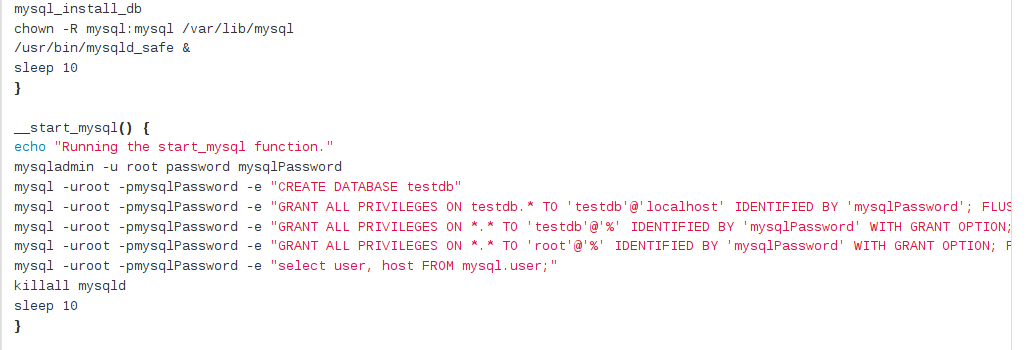 mysql_install_db
chown -R mysql:mysql /var/lib/mysql
/usr/bin/mysqld_safe &
sleep 10
}
__start_mysql() {
echo "Running the start_mysql function."
mysqladmin -u root password mysqlPassword
mysql -uroot -pmysqlPassword -e "CREATE DATABASE testdb"
mysql -uroot -pmysqlPassword -e "GRANT ALL PRIVILEGES ON testdb.* TO 'testdb'@'localhost' IDENTIFIED BY 'mysqlPassword'; FLUS
mysql -uroot -pmysqlPassword -e "GRANT ALL PRIVILEGES ON *.* TO 'testdb'@'%' IDENTIFIED BY 'mysqlPassword' WITH GRANT OPTION;
mysql -uroot -pmysqlPassword -e "GRANT ALL PRIVILEGES ON *.* TO 'root'@'%' IDENTIFIED BY 'mysqlPassword' WITH GRANT OPTION; F
mysql -uroot -pmysqlPassword -e "select user, host FROM mysql.user;"
killall mysqld
sleep 10
}